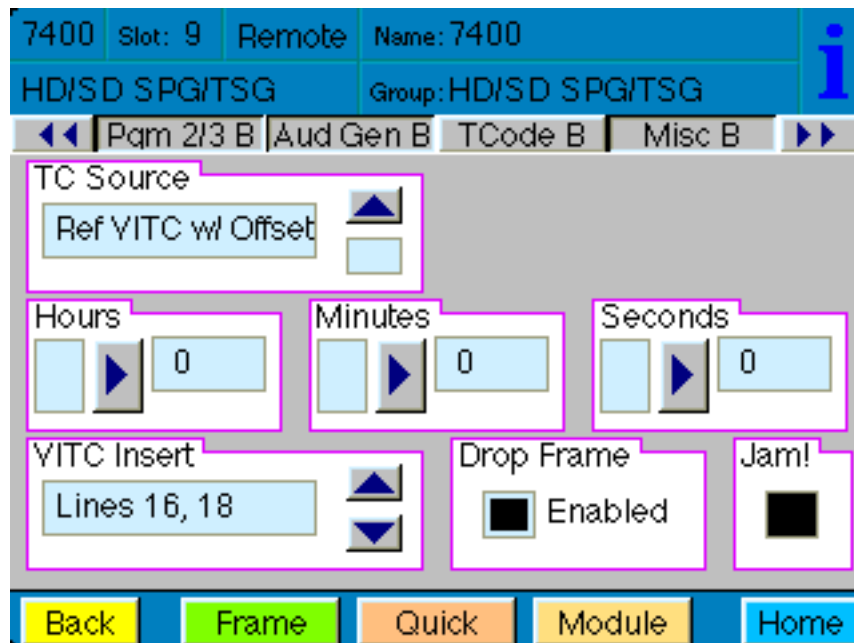 7400 Slot: 9 Remote Name: 7400 i
HD/SD SPG/TSG Group: HD/SD SPG/TSG
Pgm 2/3 B Aud Gen B TCode B Misc B
TC Source
Ref VITC w/ Offset
Hours Minutes Seconds
0 0 0
VITC Insert Drop Frame Jam!
Lines 16, 18 Enabled
Back Frame Quick Module Home